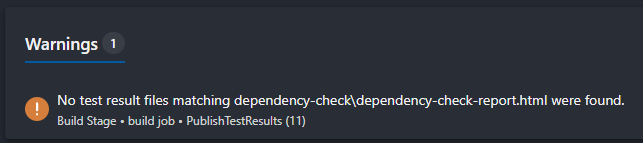 Warnings 1
No test result files matching dependency-check\dependency-check-report.html were found.
Build Stage • build job • PublishTestResults (11)